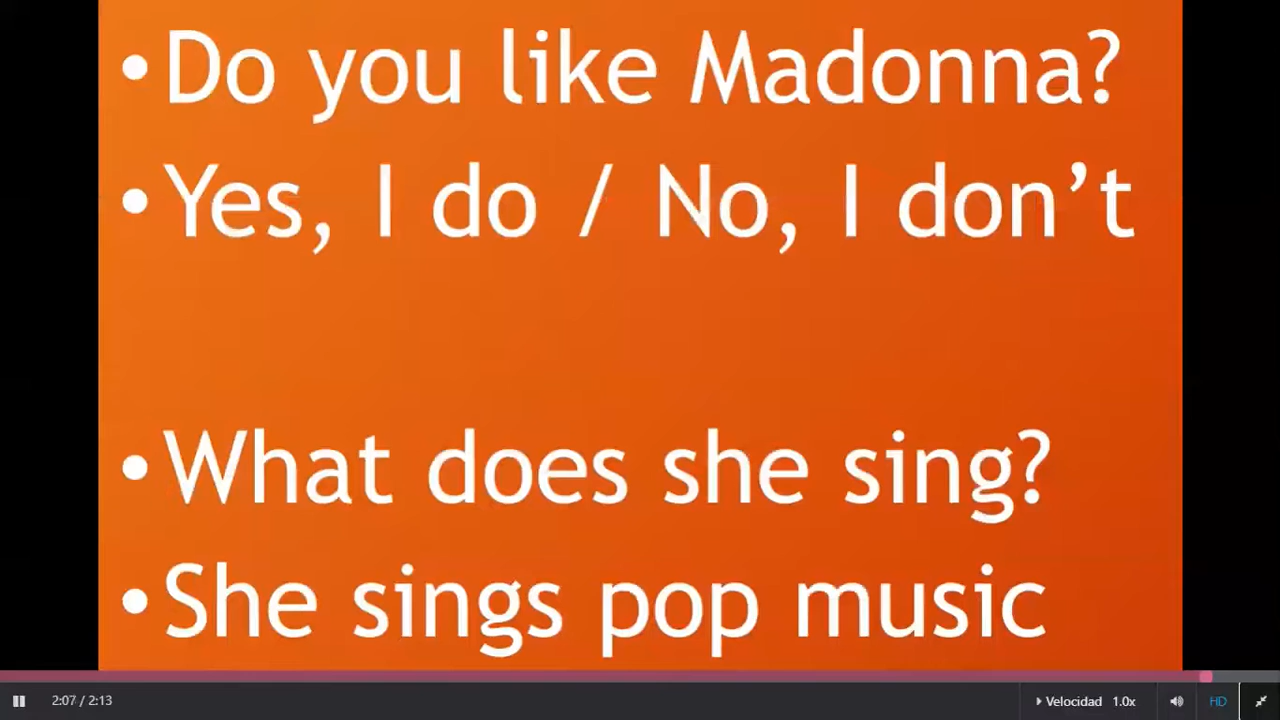 •Do you like Madonna?
•Yes, I do / No, I don’t
•What does she sing?
•She sings pop music
2:07 / 2:13 Velocidad 1.0x HD